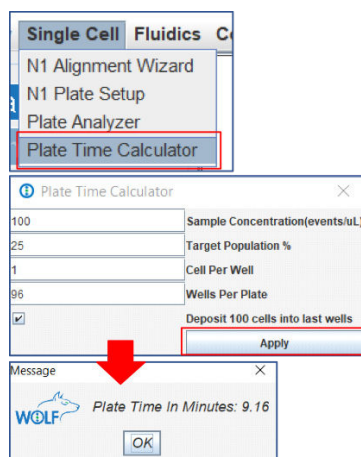 Single Cell Fluidics
N1 Alignment Wizard
N1 Plate Setup
Plate Analyzer
Plate Time Calculator
Plate Time Calculator
100 Sample Concentration(events/uL)
25 Target Population %
1 Cell Per Well
96 Wells Per Plate
Deposit 100 cells into last wells
Apply
Message
WOLF Plate Time In Minutes: 9.16
OK